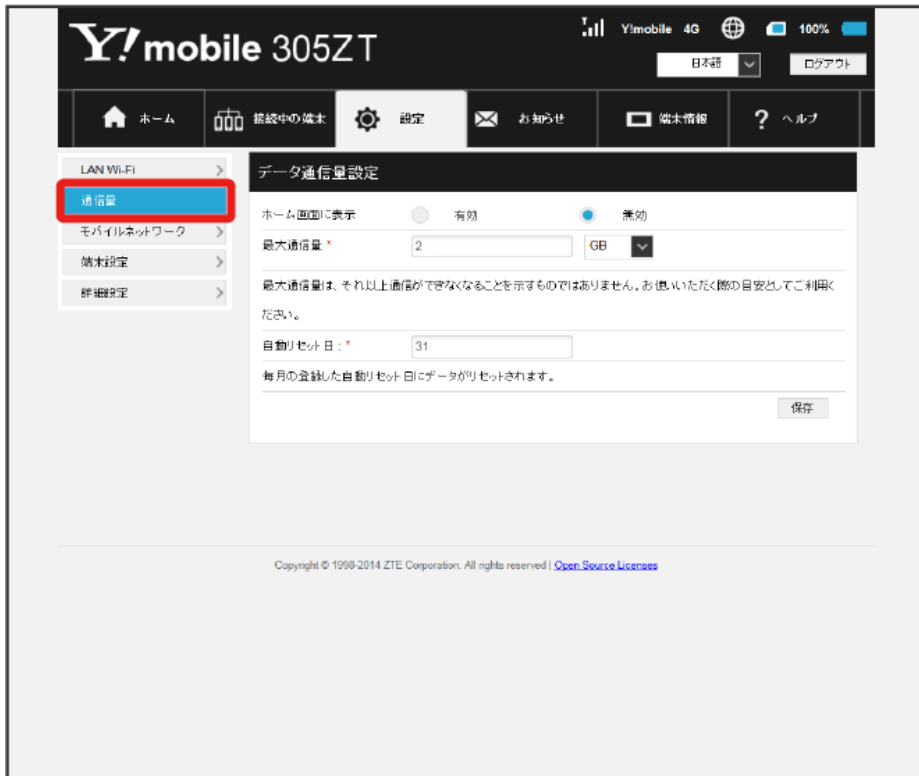 Y! mobile 305ZT
Y!mobile 4G 100%
日本語 ログアウト
ホーム 接続中の端末 設定 お知らせ 端末情報 ? ヘルプ
LAN Wi-Fi
通信量
モバイルネットワーク
端末設定
詳細設定
データ通信量設定
ホーム画面に表示 有効 無効
最大通信量 * 2 GB
最大通信量は、それ以上通信ができなくなることを示すものではありません。お使いいただく際の目安としてご利用く
ださい。
自動リセット日 : * 31
毎月の登録した自動リセット日にデータがリセットされます。
保存
Copyright © 1998-2014 ZTE Corporation. All rights reserved | Open Source Licenses